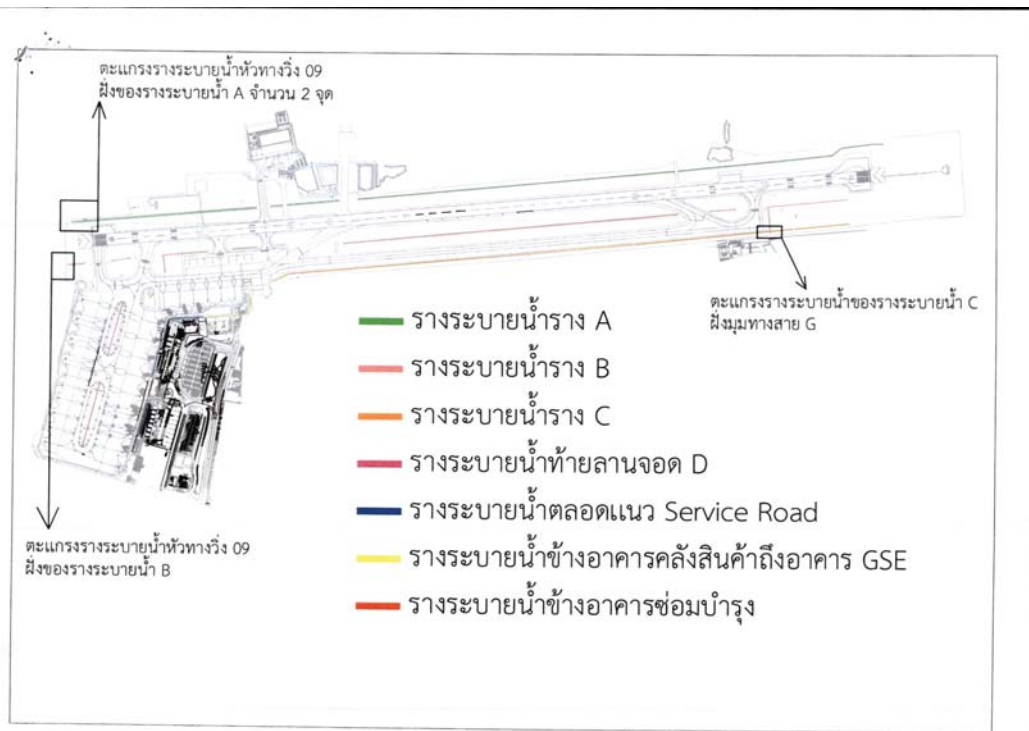 ตะแกรงรางระบายน้ำหัวทางวิ่ง 09
ฝั่งของรางระบายน้ำ A จำนวน 2 จุด
ตะแกรงรางระบายน้ำของรางระบายน้ำ C
ฝั่งมุมทางสาย G
รางระบายน้ำราง A
รางระบายน้ำราง B
รางระบายน้ำราง C
รางระบายน้ำท้ายลานจอด D
รางระบายน้ำตลอดแนว Service Road
รางระบายน้ำข้างอาคารคลังสินค้าถึงอาคาร GSE
รางระบายน้ำข้างอาคารซ่อมบำรุง
ตะแกรงรางระบายน้ำหัวทางวิ่ง 09
ฝั่งของรางระบายน้ำ B